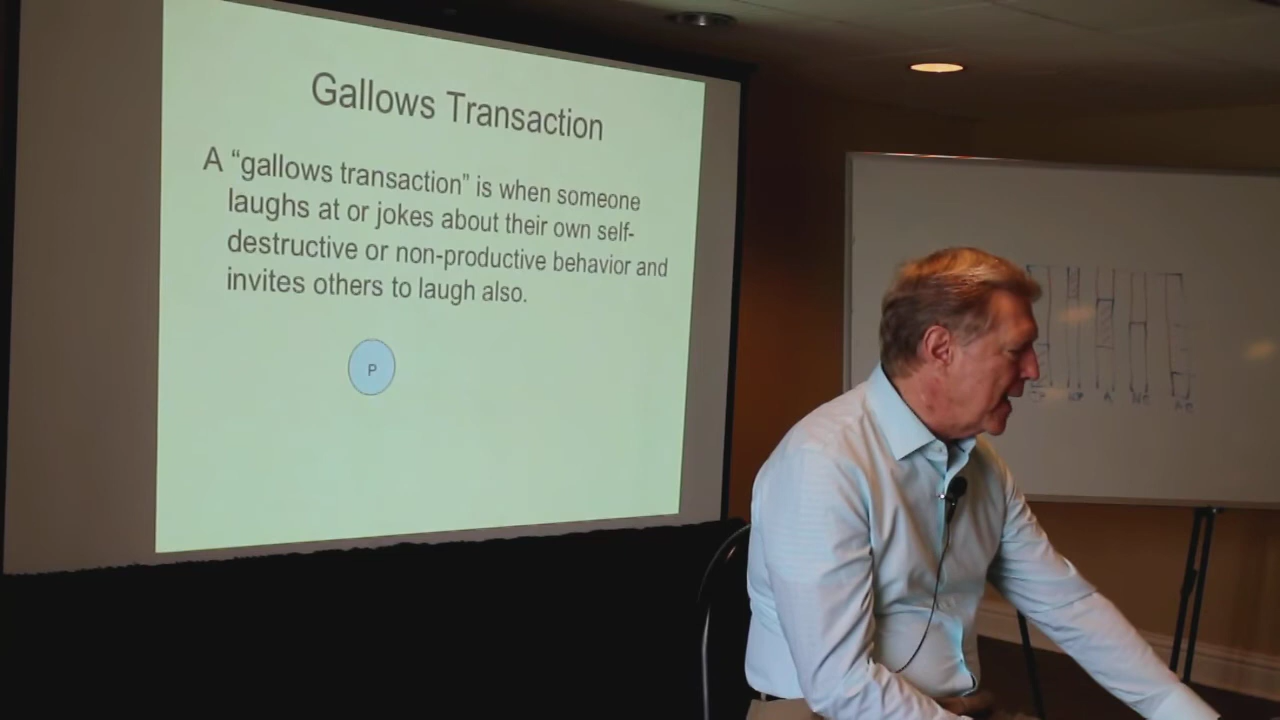 Gallows Transaction
A “gallows transaction” is when someone
laughs at or jokes about their own self-
destructive or non-productive behavior and
invites others to laugh also.
P
A